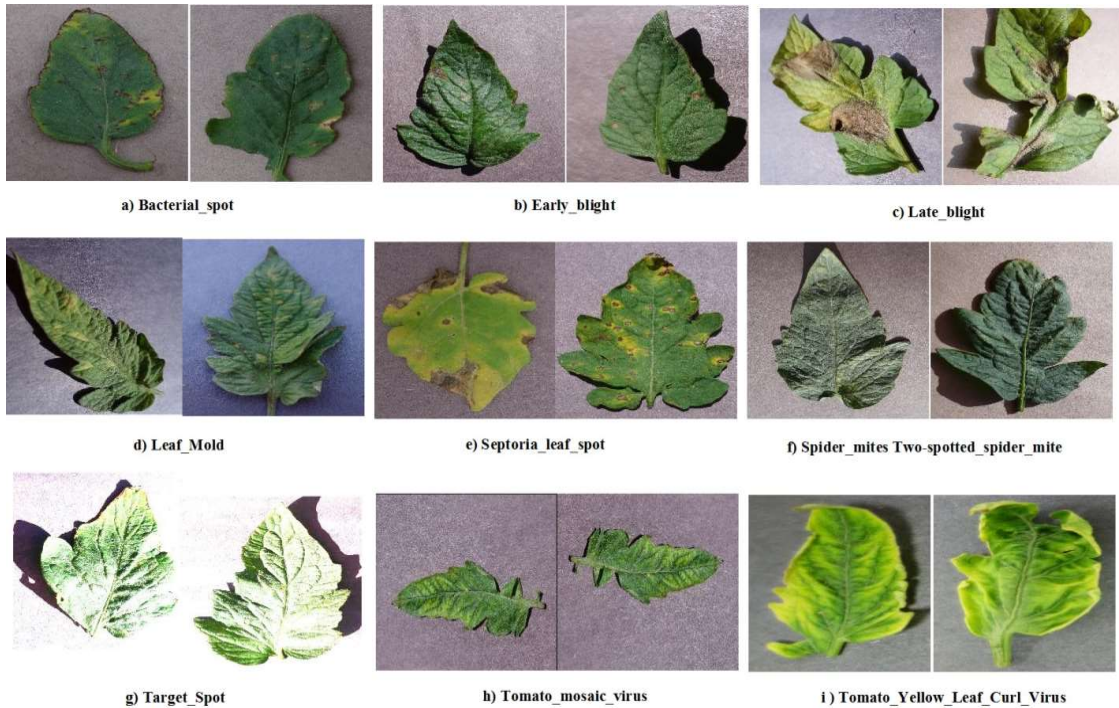 a) Bacterial_spot
b) Early_blight
c) Late_blight
d) Leaf_Mold
e) Septoria_leaf_spot
f) Spider_mites Two-spotted_spider_mite
g) Target_Spot
h) Tomato_mosaic_virus
i ) Tomato_Yellow_Leaf_Curl_Virus